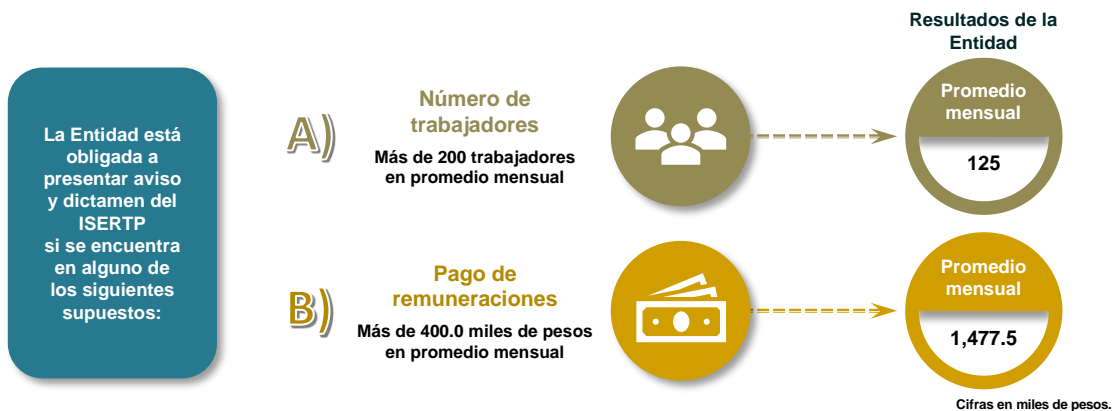 La Entidad está
obligada a
presentar aviso
y dictamen del
ISERTP
si se encuentra
en alguno de
los siguientes
supuestos:
A)
Número de
trabajadores
Más de 200 trabajadores
en promedio mensual
Resultados de la
Entidad
Promedio
mensual
125
B)
Pago de
remuneraciones
Más de 400.0 miles de pesos
en promedio mensual
Promedio
mensual
1,477.5
Cifras en miles de pesos.